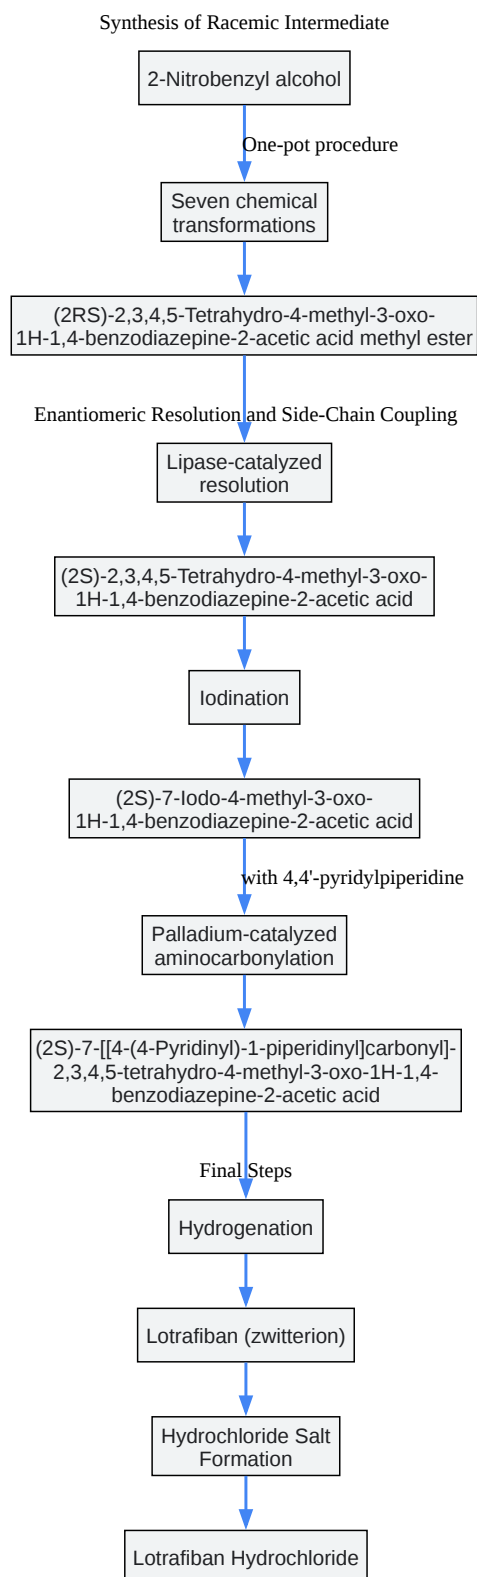 Synthesis of Racemic Intermediate
2-Nitrobenzyl alcohol
One-pot procedure
Seven chemical
transformations
(2RS)-2,3,4,5-Tetrahydro-4-methyl-3-oxo-
1H-1,4-benzodiazepine-2-acetic acid methyl ester
Enantiomeric Resolution and Side-Chain Coupling
Lipase-catalyzed
resolution
(2S)-2,3,4,5-Tetrahydro-4-methyl-3-oxo-
1H-1,4-benzodiazepine-2-acetic acid
Iodination
(2S)-7-Iodo-4-methyl-3-oxo-
1H-1,4-benzodiazepine-2-acetic acid
with 4,4'-pyridylpiperidine
Palladium-catalyzed
aminocarbonylation
(2S)-7-[[4-(4-Pyridinyl)-1-piperidinyl]carbonyl]-
2,3,4,5-tetrahydro-4-methyl-3-oxo-1H-1,4-
benzodiazepine-2-acetic acid
Final Steps
Hydrogenation
Lotrafiban (zwitterion)
Hydrochloride Salt
Formation
Lotrafiban Hydrochloride